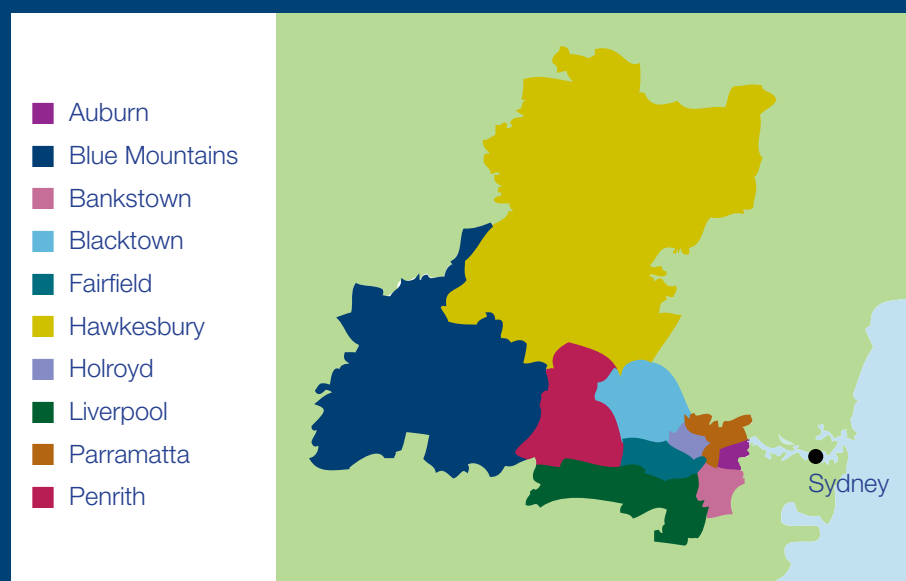 Auburn
Blue Mountains
Bankstown
Blacktown
Fairfield
Hawkesbury
Holroyd
Liverpool
Parramatta
Penrith
Sydney